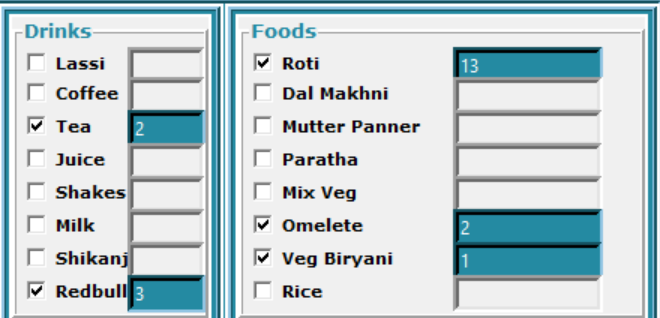 Drinks
Lassi
Coffee
Tea 2
Juice
Shakes
Milk
Shikanj
Redbull 3
Foods
Roti 13
Dal Makhni
Mutter Panner
Paratha
Mix Veg
Omelete 2
Veg Biryani 1
Rice